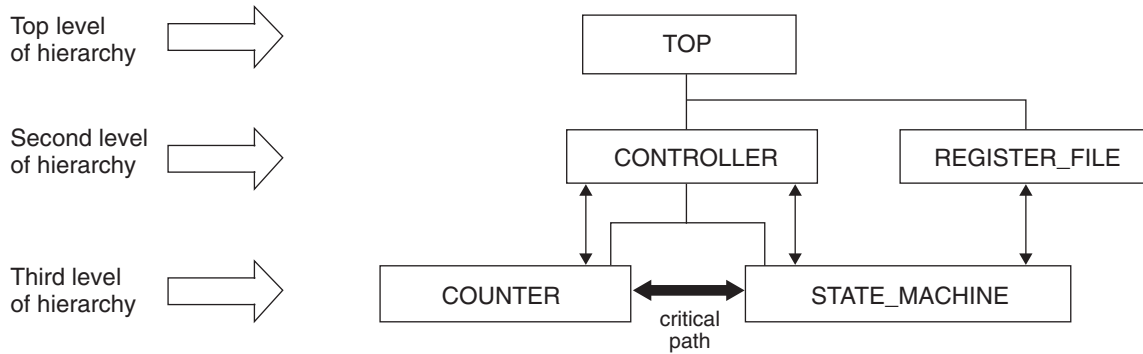 Top level
of hierarchy
TOP
Second level
of hierarchy
CONTROLLER
REGISTER_FILE
Third level
of hierarchy
COUNTER
critical
path
STATE_MACHINE